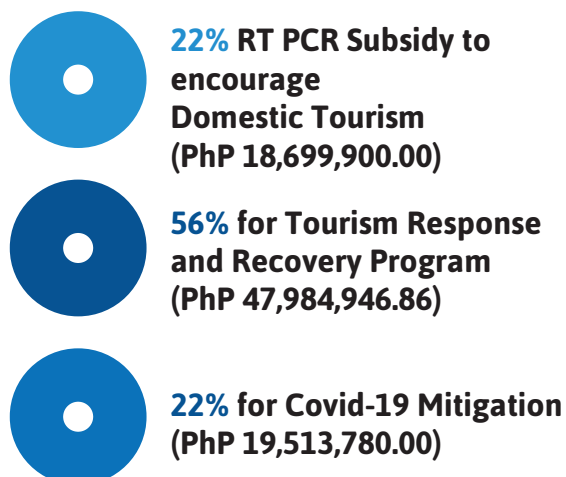 22% RT PCR Subsidy to
encourage
Domestic Tourism
(PhP 18,699,900.00)
56% for Tourism Response
and Recovery Program
(PhP 47,984,946.86)
22% for Covid-19 Mitigation
(PhP 19,513,780.00)